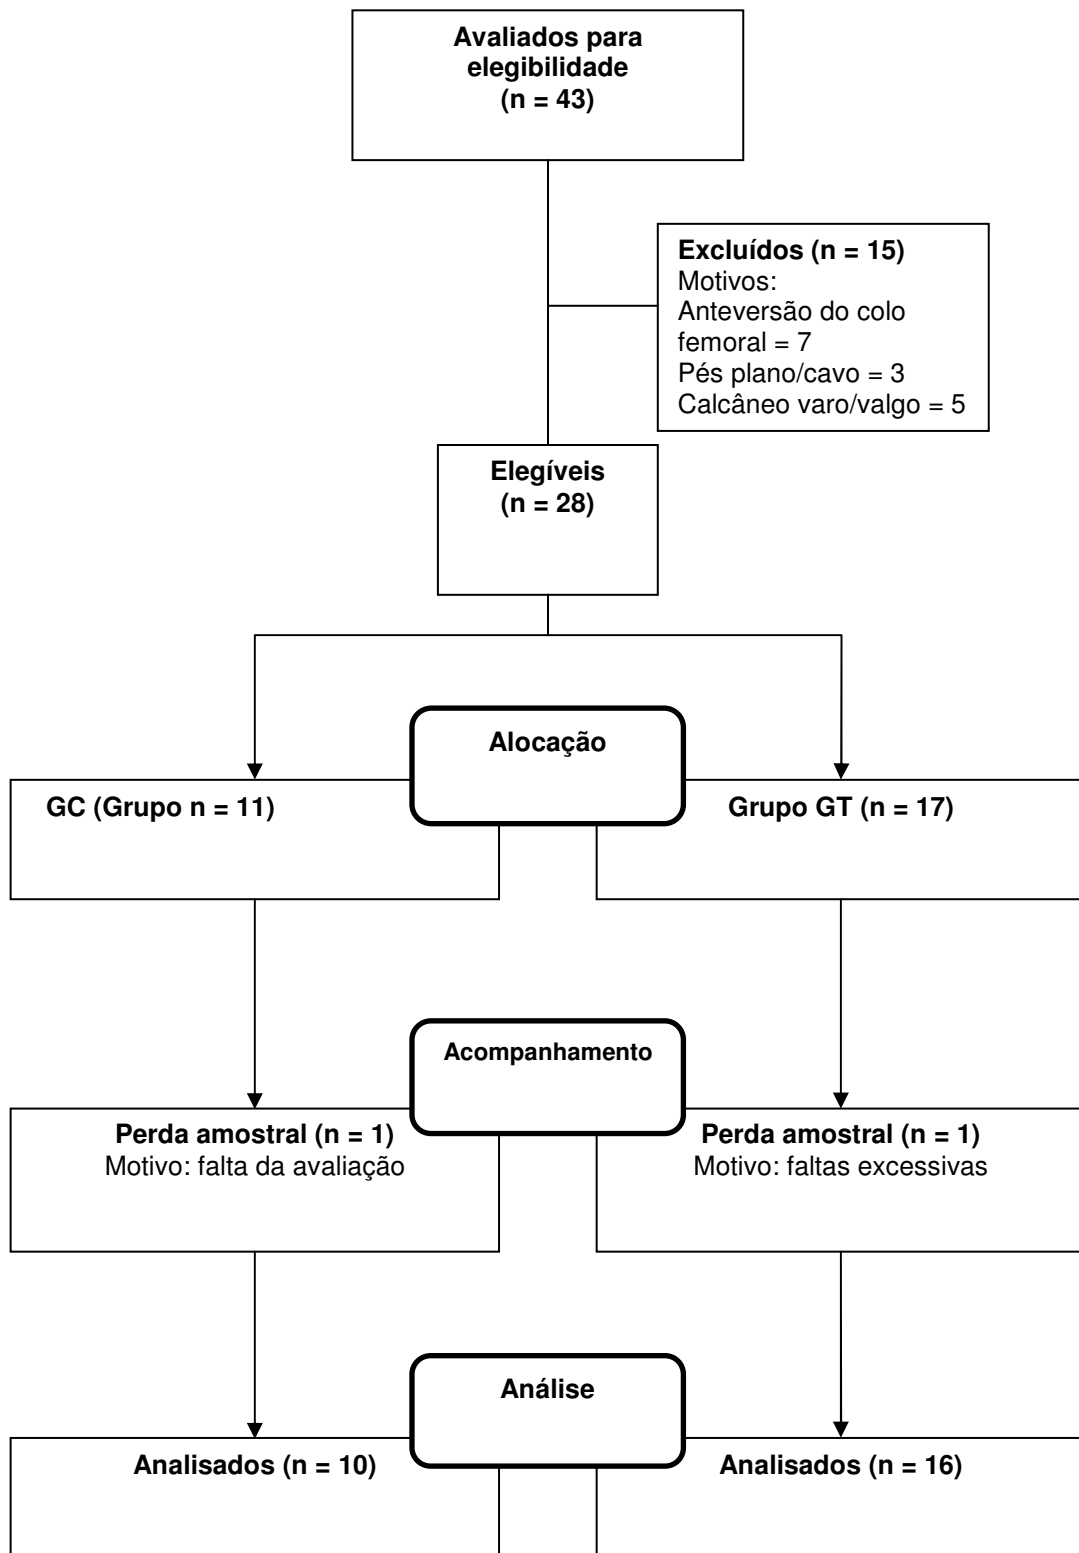 Avaliados para
elegibilidade
(n = 43)
Excluídos (n = 15)
Motivos:
Anteversão do colo
femoral = 7
Pés plano/cavo = 3
Calcâneo varo/valgo = 5
Elegíveis
(n = 28)
Alocação
GC (Grupo n = 11)
Grupo GT (n = 17)
Acompanhamento
Perda amostral (n = 1)
Motivo: falta da avaliação
Perda amostral (n = 1)
Motivo: faltas excessivas
Análise
Analisados (n = 10)
Analisados (n = 16)